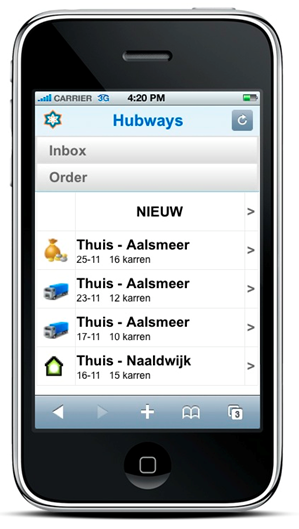 CARRIER 3G 4:20 PM
Hubways
Inbox
Order
NIEUW >
Thuis - Aalsmeer >
25-11 16 karren
Thuis - Aalsmeer >
23-11 12 karren
Thuis - Aalsmeer >
17-11 10 karren
Thuis - Naaldwijk >
16-11 15 karren
3